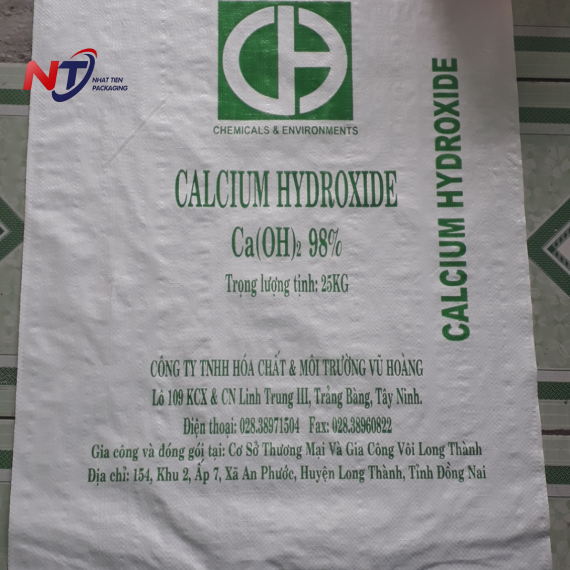 NT
NHAT TIEN
PACKAGING
CH
CHEMICALS & ENVIRONMENTS
CALCIUM HYDROXIDE
Ca(OH)₂ 98%
Trọng lượng tịnh: 25KG
CALCIUM HYDROXIDE
CÔNG TY TNHH HÓA CHẤT & MÔI TRƯỜNG VŨ HOÀNG
Lô 109 KCX & CN Linh Trung III, Trảng Bàng, Tây Ninh.
Điện thoại: 028.38971504 Fax: 028.38960822
Gia công và đóng gói tại: Cơ Sở Thương Mại Và Gia Công Vôi Long Thành
Địa chỉ: 154, Khu 2, Ấp 7, Xã An Phước, Huyện Long Thành, Tỉnh Đồng Nai